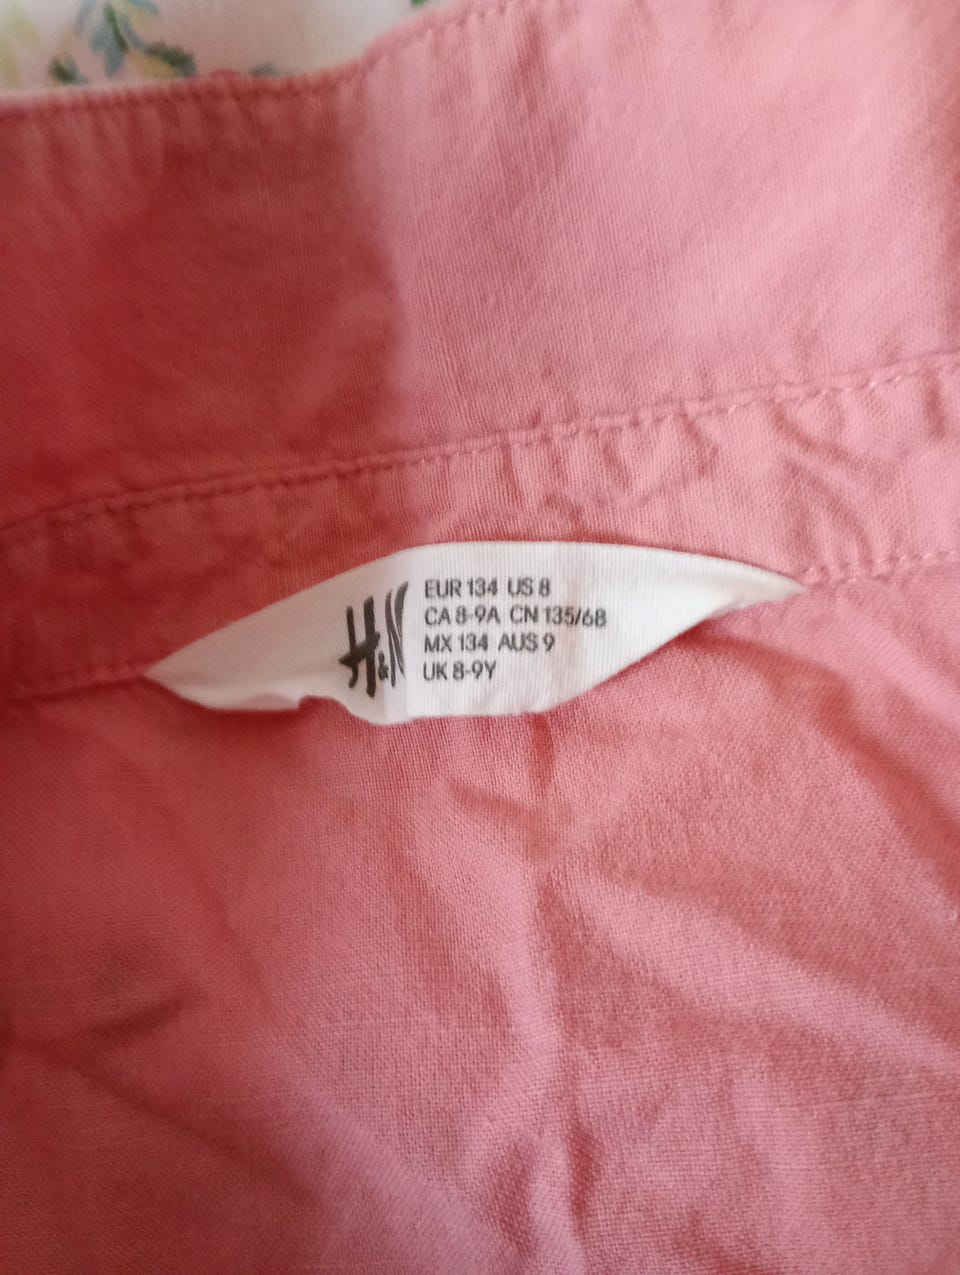 H&M
EUR 134 US 8
CA 8-9A CN 135/68
MX 134 AUS 9
UK 8-9Y